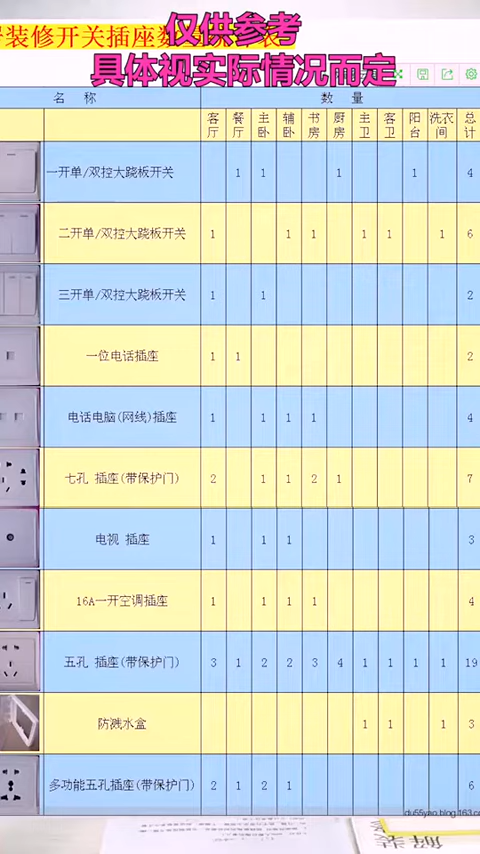 仅供参考
装修开关插座数
具体视实际情况而定
名 称 数 量
客厅 餐厅 主卧 辅卧 书房 厨房 主卫 客卫 阳台 洗衣间 总计
一开单/双控大跷板开关 1 1 1 1 4
二开单/双控大跷板开关 1 1 1 1 1 1 6
三开单/双控大跷板开关 1 1 2
一位电话插座 1 1 2
电话电脑(网线)插座 1 1 1 1 4
七孔 插座(带保护门) 2 1 1 2 1 7
电视 插座 1 1 1 3
16A一开空调插座 1 1 1 1 4
五孔 插座(带保护门) 3 1 2 2 3 4 1 1 1 1 19
防溅水盒 1 1 1 3
多功能五孔插座(带保护门) 2 1 2 1 6
du55yao.blog.163.c